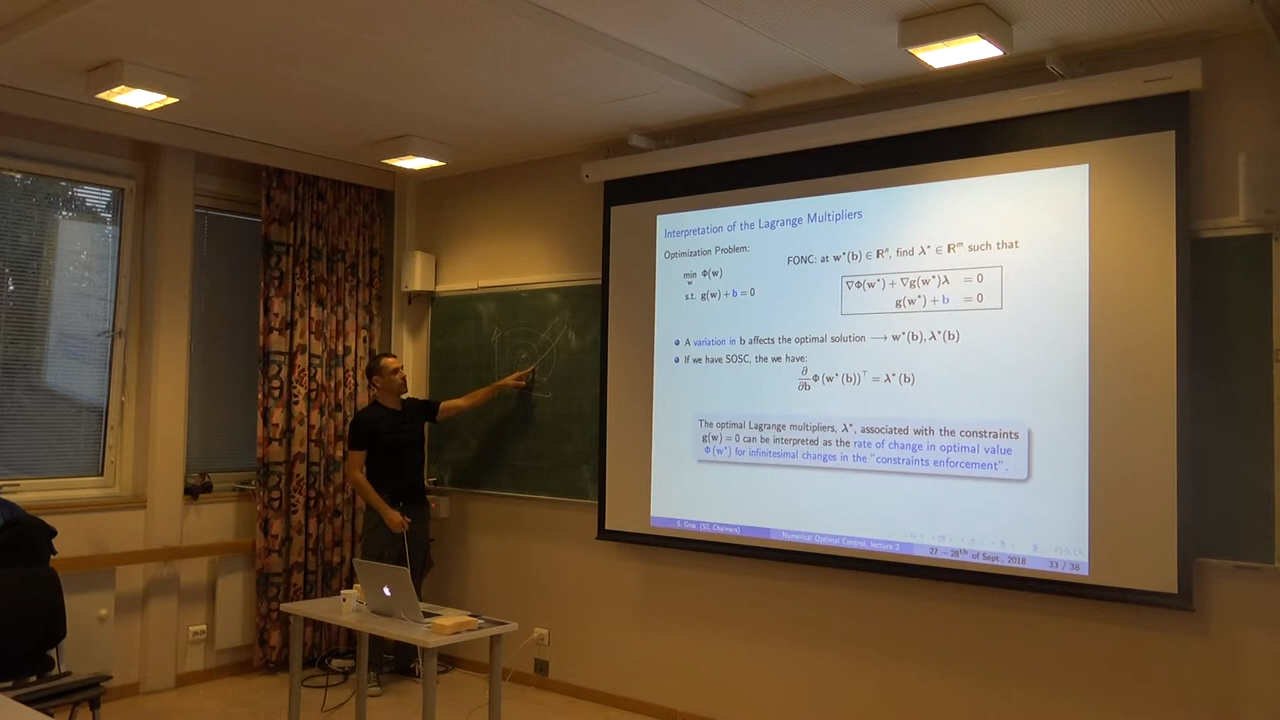 Interpretation of the Lagrange Multipliers
Optimization Problem:
min Φ(w)
w
s.t. g(w) + b = 0
FONC: at w*(b) ∈ Rⁿ, find λ* ∈ Rᵐ such that
∇Φ(w*) + ∇g(w*)λ = 0
g(w*) + b = 0
A variation in b affects the optimal solution ⟶ w*(b), λ*(b)
If we have SOSC, the we have:
∂/∂b Φ(w*(b))⊤ = λ*(b)
The optimal Lagrange multipliers, λ*, associated with the constraints
g(w) = 0 can be interpreted as the rate of change in optimal value
Φ(w*) for infinitesimal changes in the "constraints enforcement".
S. Gros (S2, Chalmers) Numerical Optimal Control, lecture 2 27 – 28th of Sept., 2018 33 / 38